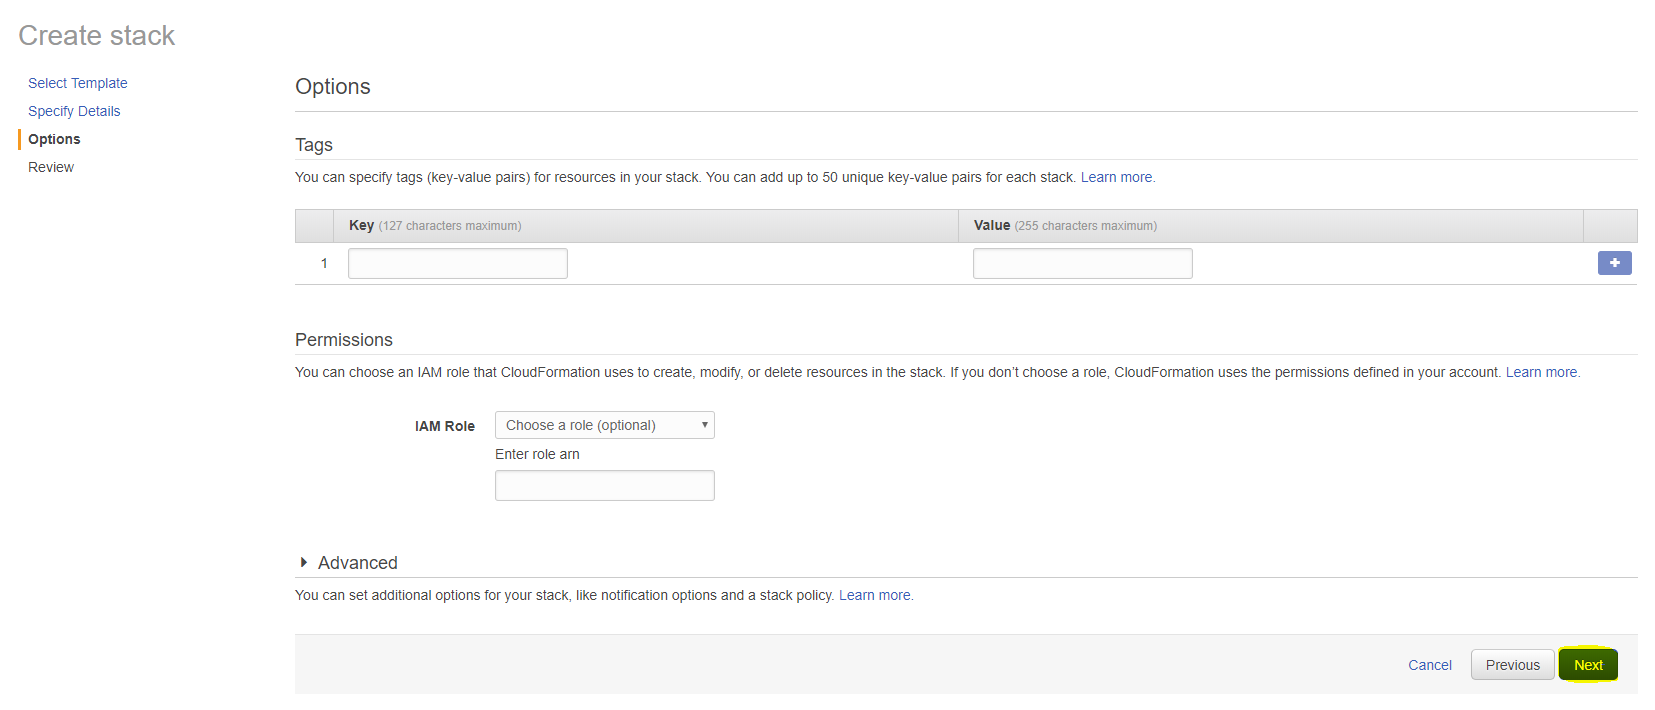 Create stack
Select Template
Specify Details
Options
Review
Options
Tags
You can specify tags (key-value pairs) for resources in your stack. You can add up to 50 unique key-value pairs for each stack. Learn more.
Key (127 characters maximum) Value (255 characters maximum)
1
Permissions
You can choose an IAM role that CloudFormation uses to create, modify, or delete resources in the stack. If you don’t choose a role, CloudFormation uses the permissions defined in your account. Learn more.
IAM Role Choose a role (optional)
Enter role arn
Advanced
You can set additional options for your stack, like notification options and a stack policy. Learn more.
Cancel Previous Next